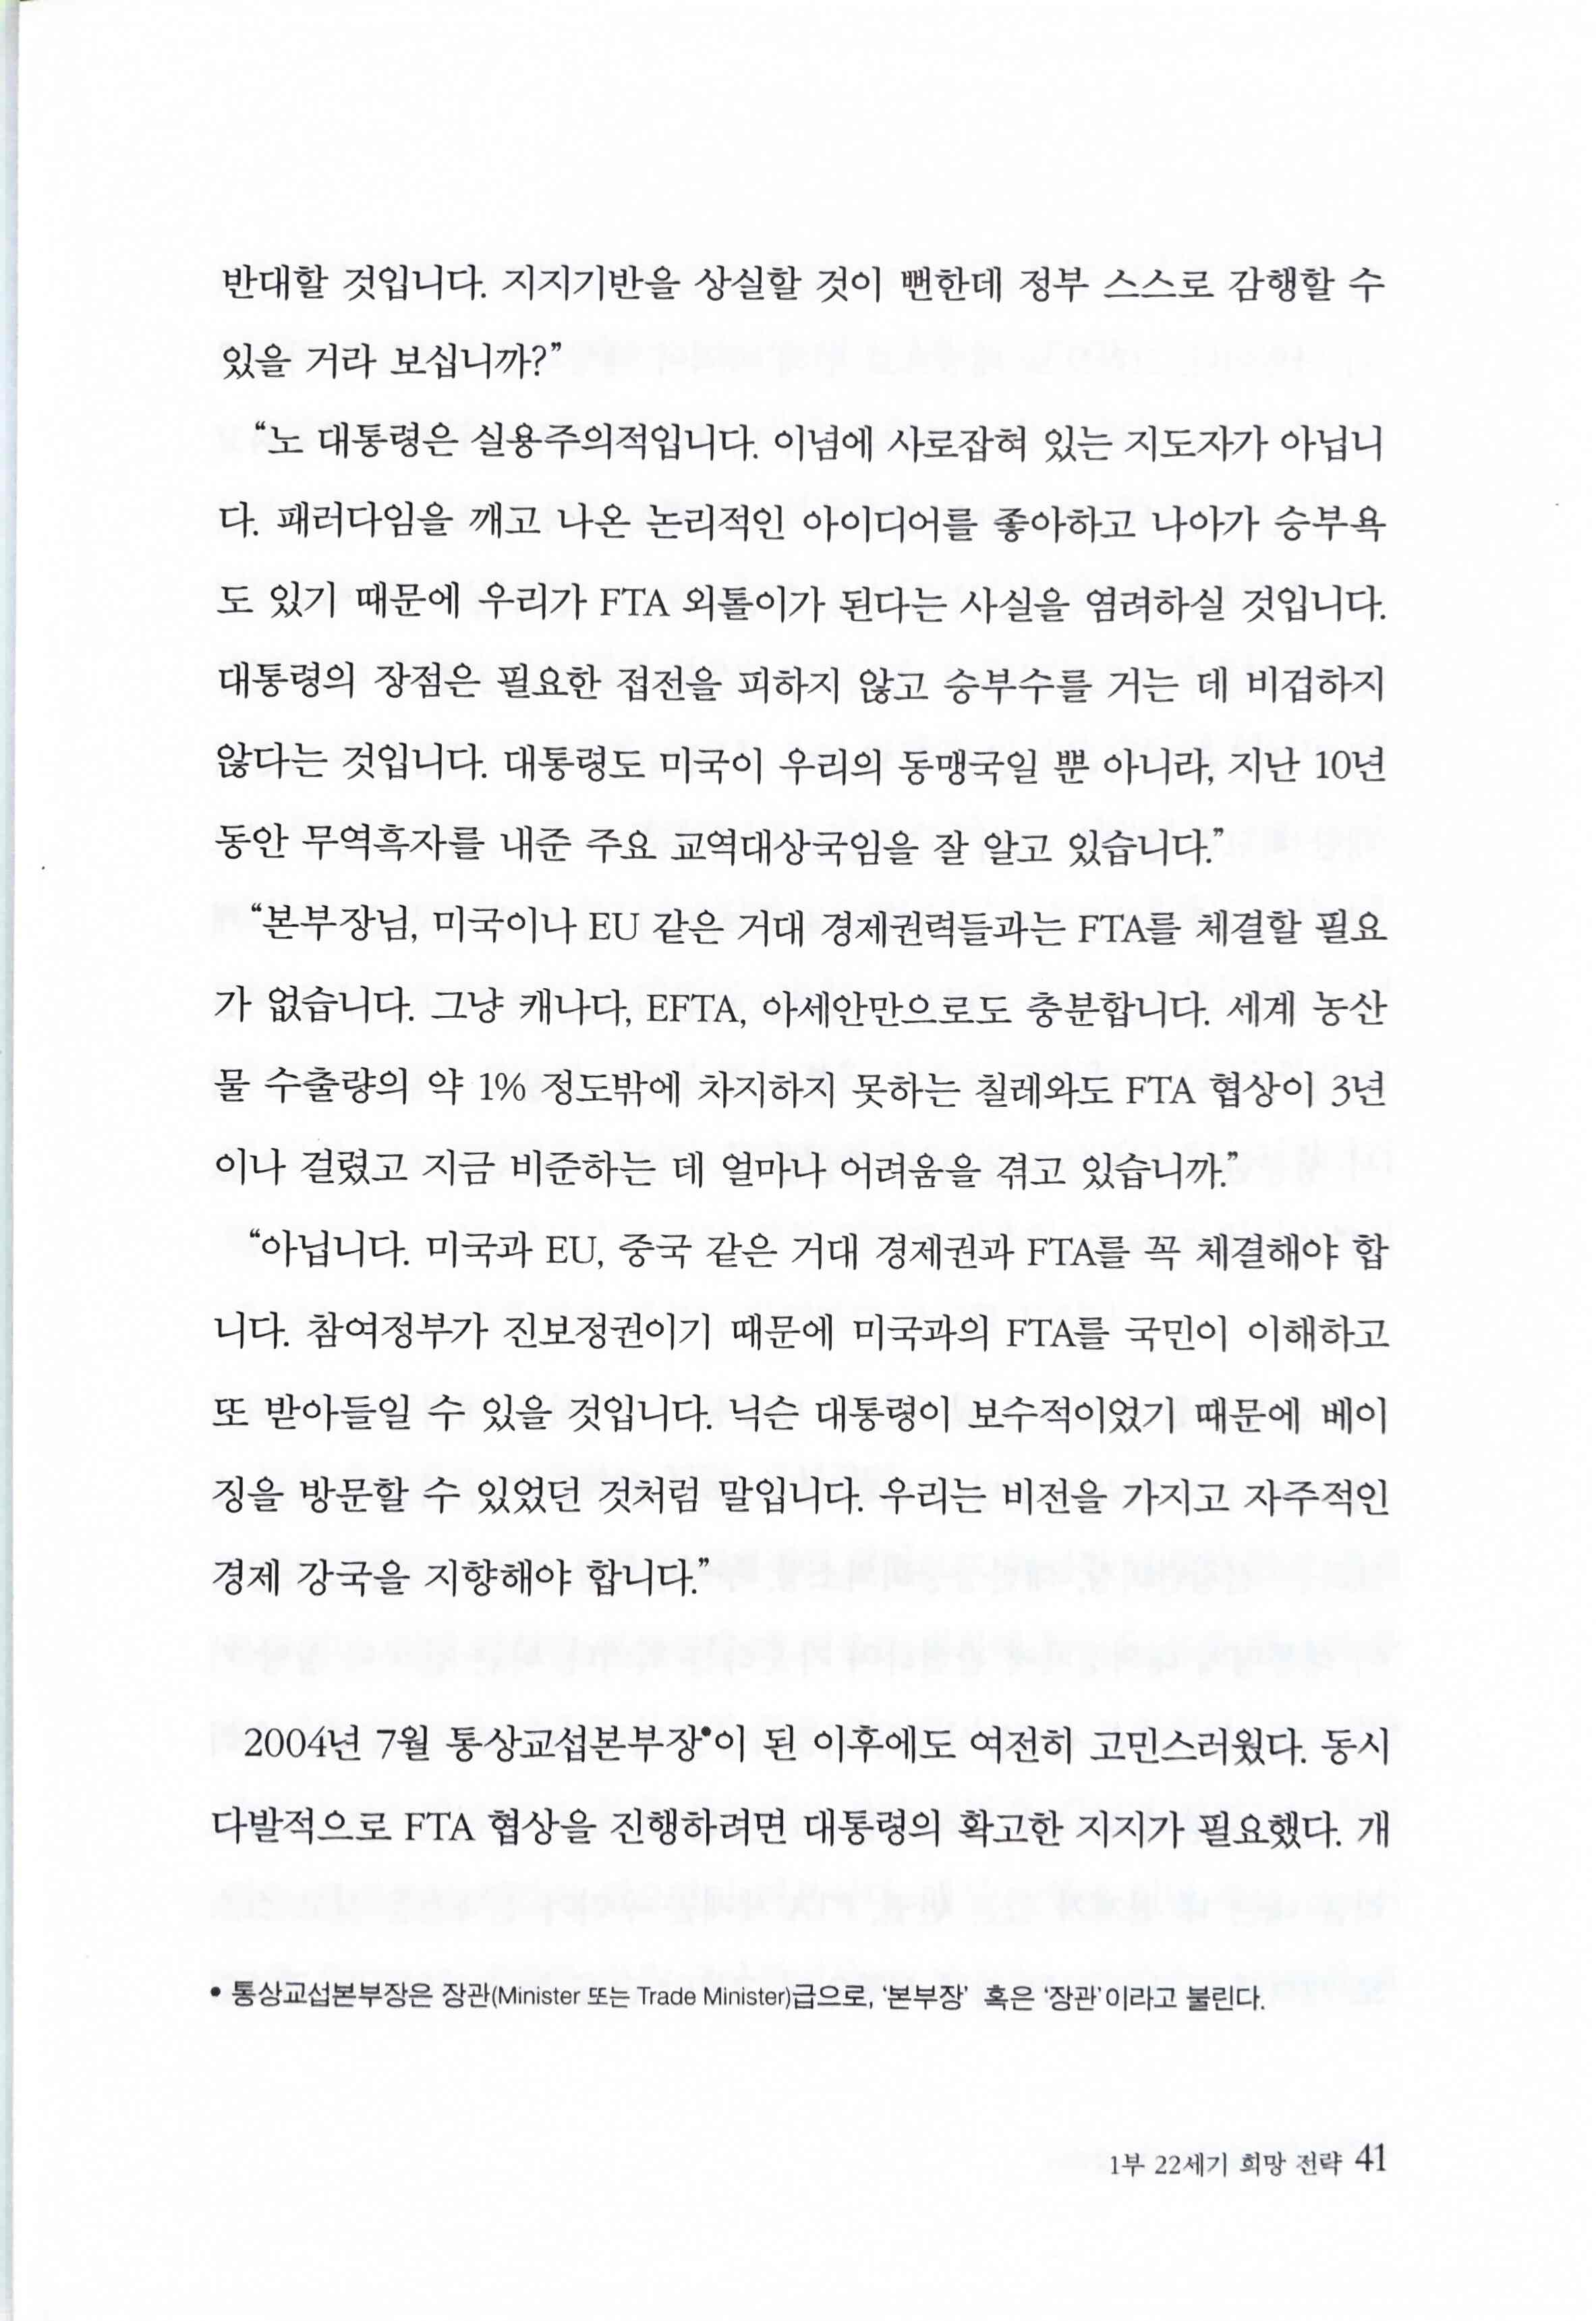 반대할 것입니다. 지지기반을 상실할 것이 뻔한데 정부 스스로 감행할 수
있을 거라 보십니까?”
“노 대통령은 실용주의적입니다. 이념에 사로잡혀 있는 지도자가 아닙니
다. 패러다임을 깨고 나온 논리적인 아이디어를 좋아하고 나아가 승부욕
도 있기 때문에 우리가 FTA 외톨이가 된다는 사실을 염려하실 것입니다.
대통령의 장점은 필요한 접전을 피하지 않고 승부수를 거는 데 비겁하지
않다는 것입니다. 대통령도 미국이 우리의 동맹국일 뿐 아니라, 지난 10년
동안 무역흑자를 내준 주요 교역대상국임을 잘 알고 있습니다.”
“본부장님, 미국이나 EU 같은 거대 경제권력들과는 FTA를 체결할 필요
가 없습니다. 그냥 캐나다, EFTA, 아세안만으로도 충분합니다. 세계 농산
물 수출량의 약 1% 정도밖에 차지하지 못하는 칠레와도 FTA 협상이 3년
이나 걸렸고 지금 비준하는 데 얼마나 어려움을 겪고 있습니까.”
“아닙니다. 미국과 EU, 중국 같은 거대 경제권과 FTA를 꼭 체결해야 합
니다. 참여정부가 진보정권이기 때문에 미국과의 FTA를 국민이 이해하고
또 받아들일 수 있을 것입니다. 닉슨 대통령이 보수적이었기 때문에 베이
징을 방문할 수 있었던 것처럼 말입니다. 우리는 비전을 가지고 자주적인
경제 강국을 지향해야 합니다.”
2004년 7월 통상교섭본부장•이 된 이후에도 여전히 고민스러웠다. 동시
다발적으로 FTA 협상을 진행하려면 대통령의 확고한 지지가 필요했다. 개
• 통상교섭본부장은 장관(Minister 또는 Trade Minister)급으로, ‘본부장’ 혹은 ‘장관’이라고 불린다.
1부 22세기 희망 전략 41